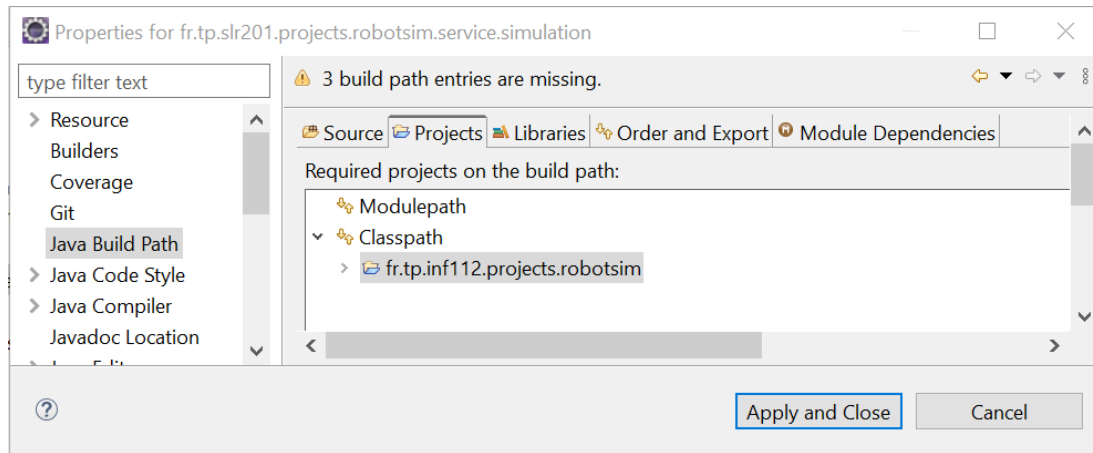 Properties for fr.tp.slr201.projects.robotsim.service.simulation
type filter text
Resource
Builders
Coverage
Git
Java Build Path
Java Code Style
Java Compiler
Javadoc Location
3 build path entries are missing.
Source Projects Libraries Order and Export Module Dependencies
Required projects on the build path:
Modulepath
Classpath
fr.tp.inf112.projects.robotsim
Apply and Close Cancel